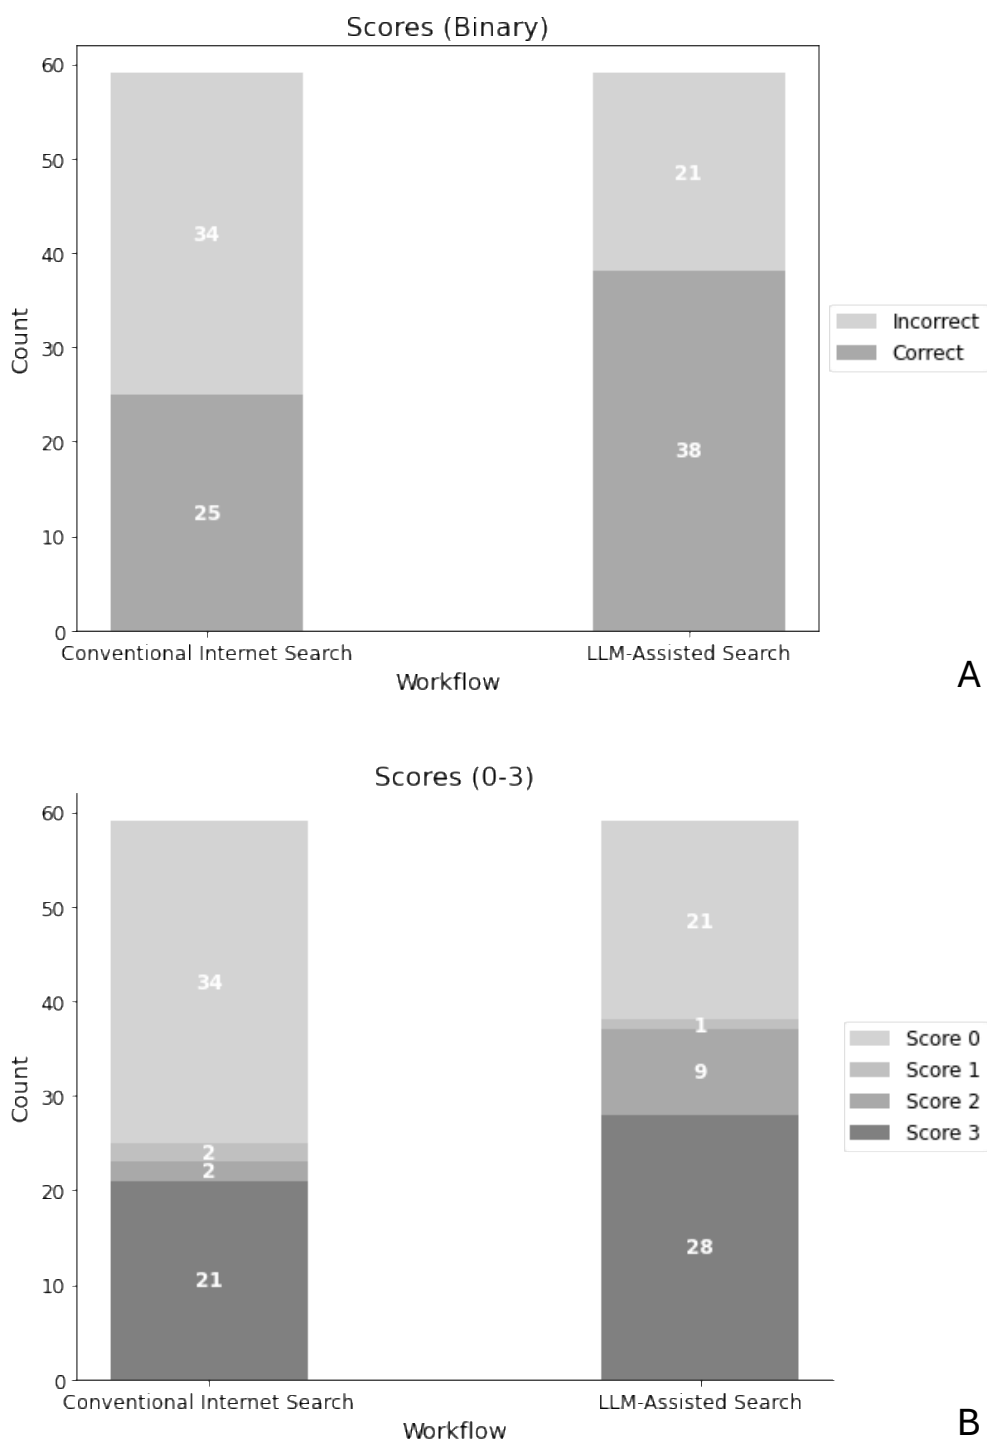 Scores (Binary)
60
50
40
30
20
10
0
Count
34
25
21
38
Incorrect
Correct
Conventional Internet Search
LLM-Assisted Search
Workflow
A
Scores (0-3)
60
50
40
30
20
10
0
Count
34
2
2
21
21
1
9
28
Score 0
Score 1
Score 2
Score 3
Conventional Internet Search
LLM-Assisted Search
Workflow
B